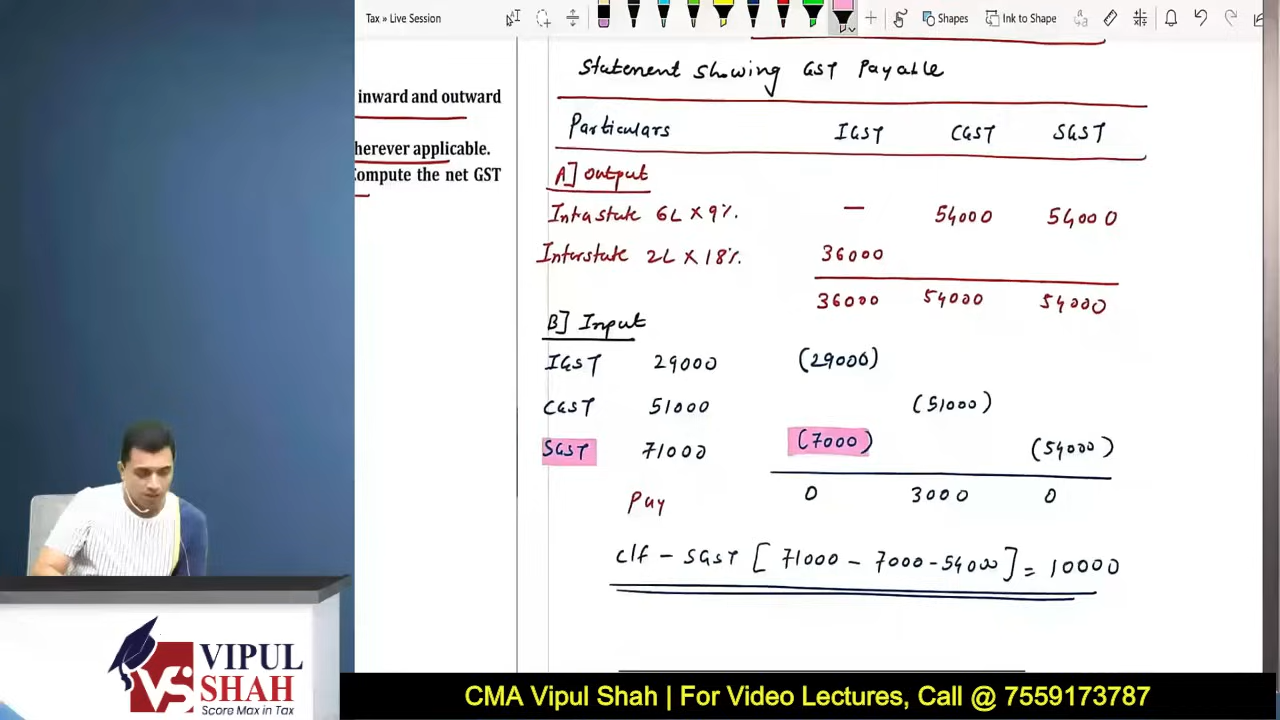 Tax » Live Session
Shapes
Ink to Shape
inward and outward
herever applicable.
ompute the net GST
Statement Showing GST Payable
Particulars IGST CGST SGST
A] Output
Intrastate 6L X 9%. — 54000 54000
Interstate 2L X 18%. 36000
36000 54000 54000
B] Input
IGST 29000 (29000)
CGST 51000 (51000)
SGST 71000 (7000) (54000)
Pay 0 3000 0
C/f - SGST [ 71000 - 7000 - 54000 ] = 10000
VIPUL
SHAH
Score Max in Tax
VS
CMA Vipul Shah | For Video Lectures, Call @ 7559173787